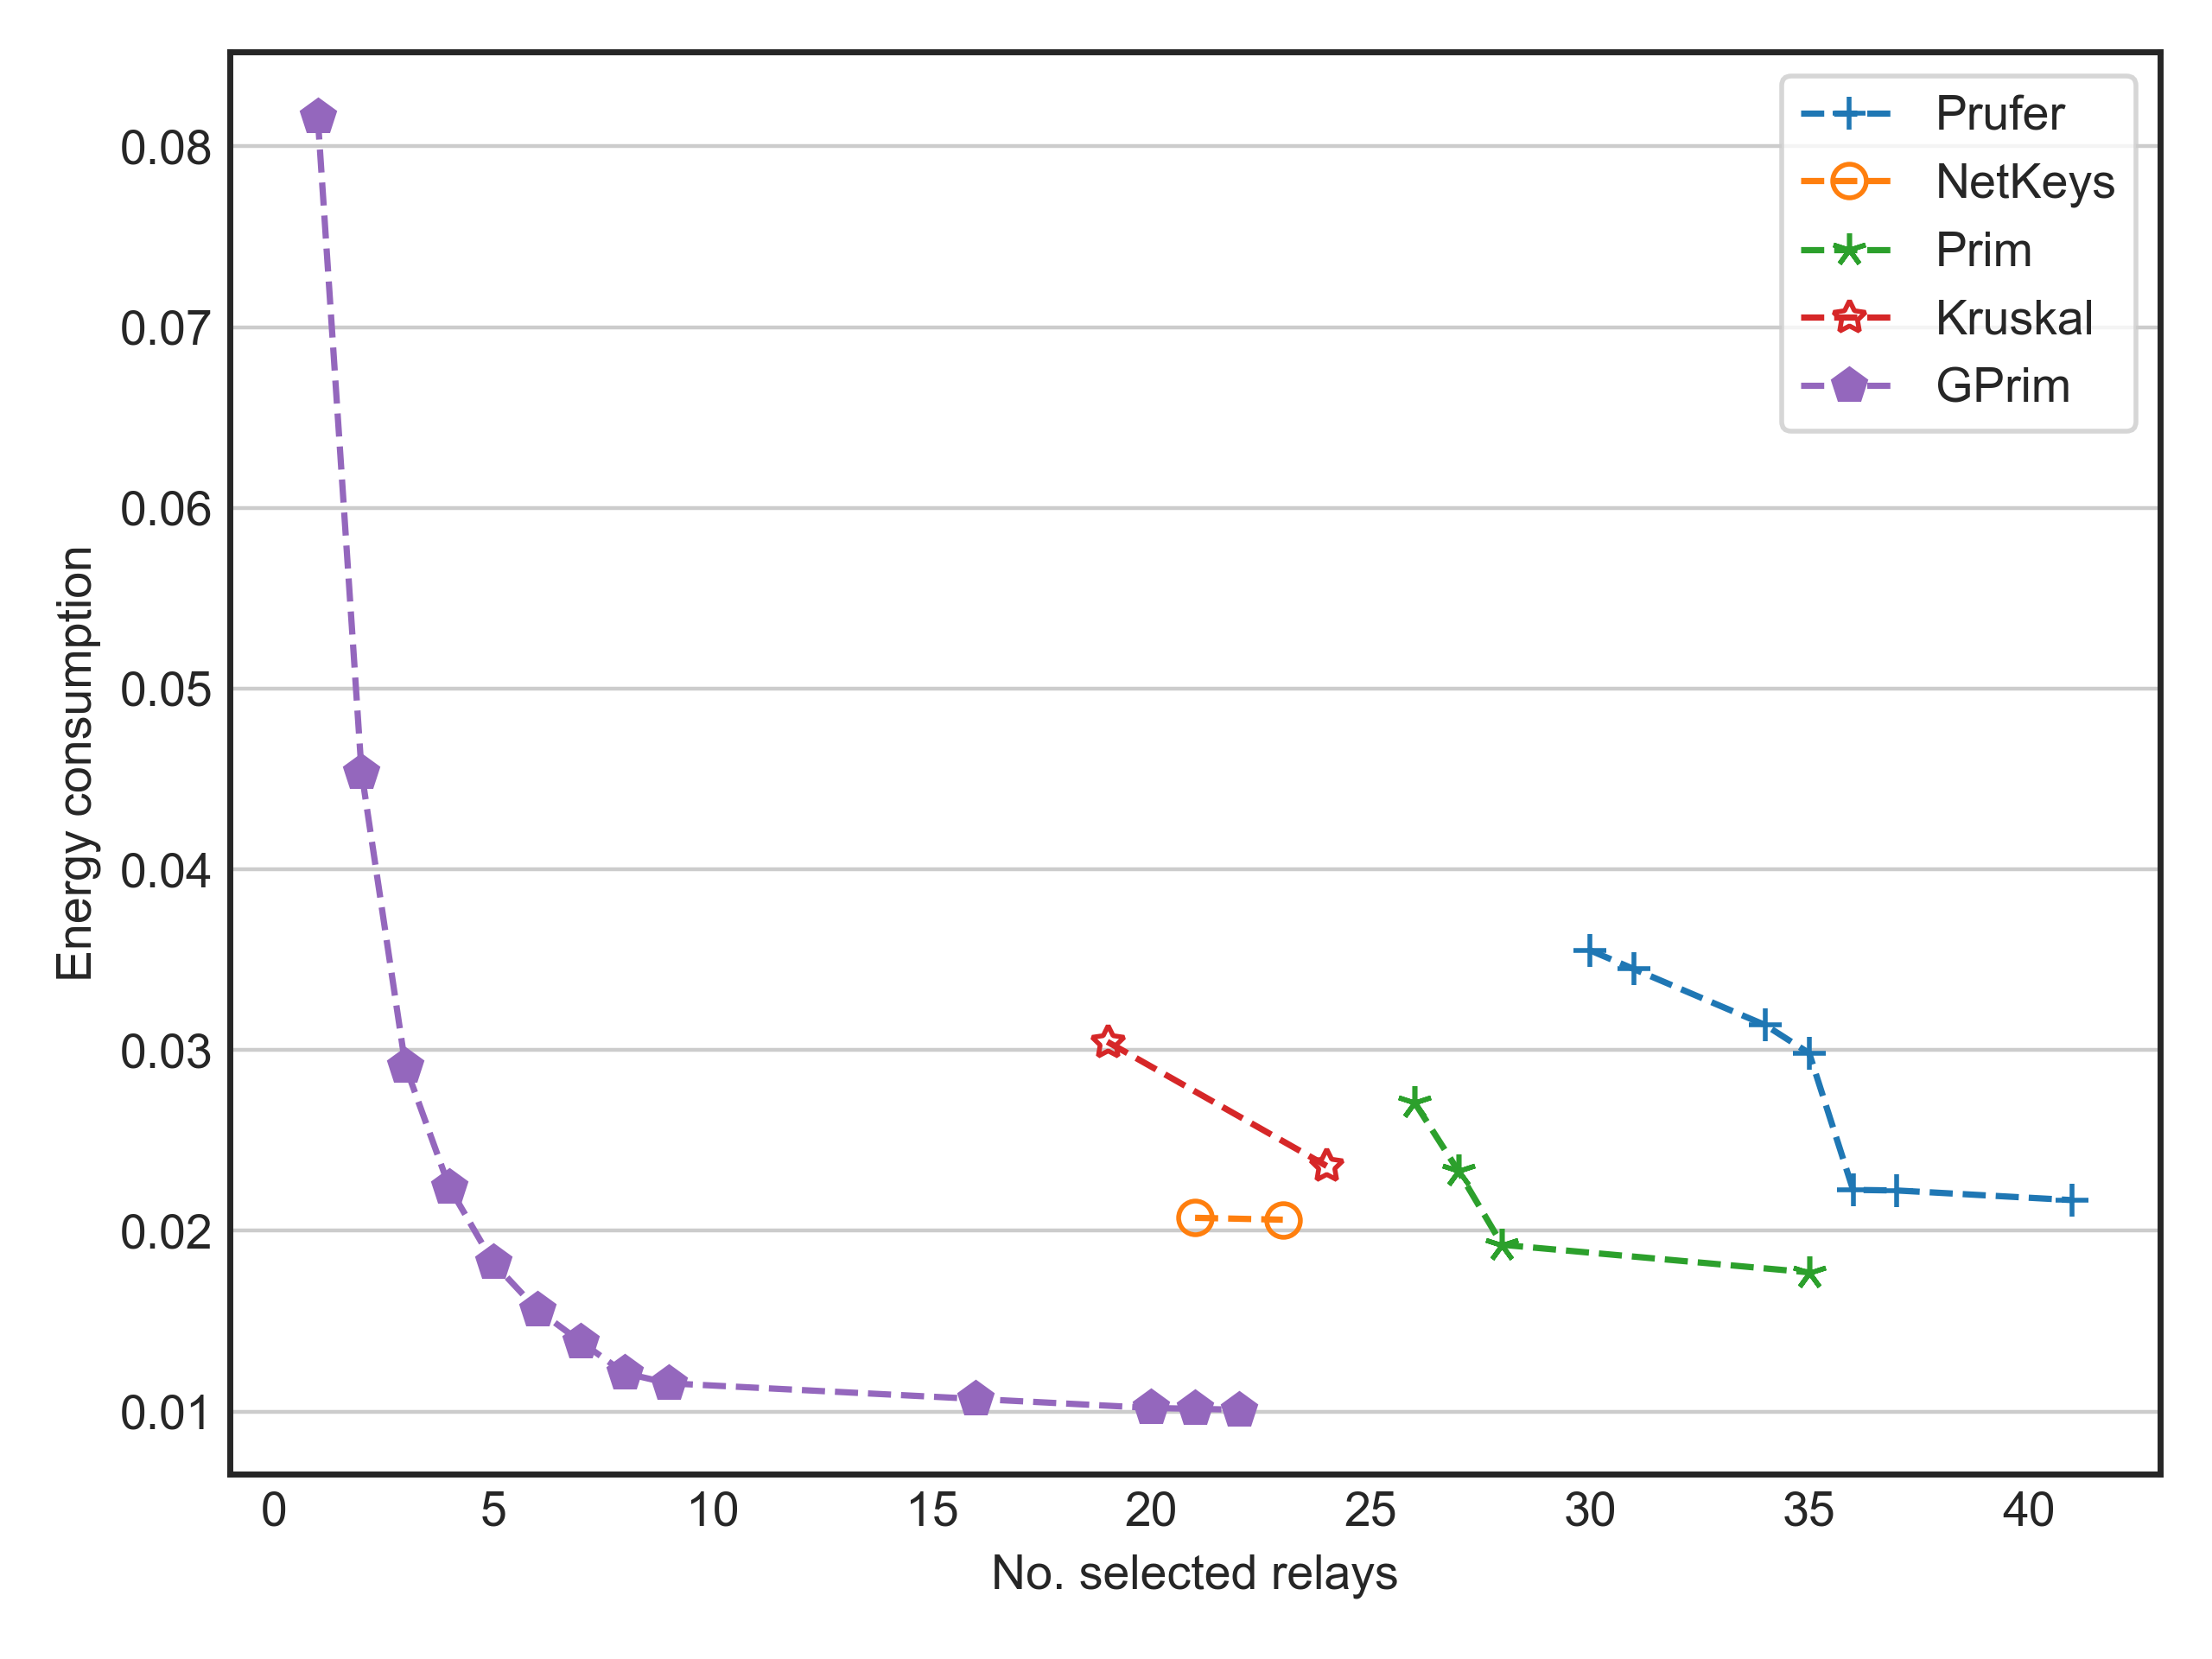 Prufer
NetKeys
Prim
Kruskal
GPrim
Energy consumption
0.08
0.07
0.06
0.05
0.04
0.03
0.02
0.01
0 5 10 15 20 25 30 35 40
No. selected relays